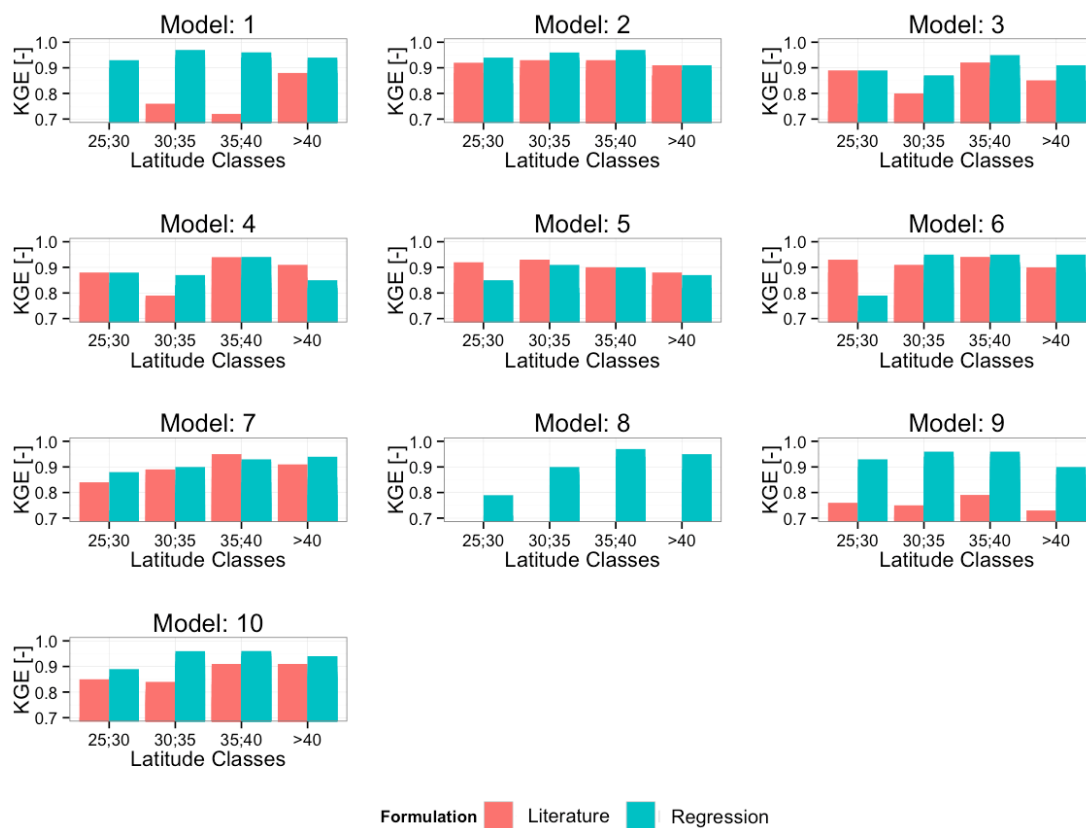 Model: 1
KGE [-]
1.0
0.9
0.8
0.7
25;30 30;35 35;40 >40
Latitude Classes
Model: 2
KGE [-]
1.0
0.9
0.8
0.7
25;30 30;35 35;40 >40
Latitude Classes
Model: 3
KGE [-]
1.0
0.9
0.8
0.7
25;30 30;35 35;40 >40
Latitude Classes
Model: 4
KGE [-]
1.0
0.9
0.8
0.7
25;30 30;35 35;40 >40
Latitude Classes
Model: 5
KGE [-]
1.0
0.9
0.8
0.7
25;30 30;35 35;40 >40
Latitude Classes
Model: 6
KGE [-]
1.0
0.9
0.8
0.7
25;30 30;35 35;40 >40
Latitude Classes
Model: 7
KGE [-]
1.0
0.9
0.8
0.7
25;30 30;35 35;40 >40
Latitude Classes
Model: 8
KGE [-]
1.0
0.9
0.8
0.7
25;30 30;35 35;40 >40
Latitude Classes
Model: 9
KGE [-]
1.0
0.9
0.8
0.7
25;30 30;35 35;40 >40
Latitude Classes
Model: 10
KGE [-]
1.0
0.9
0.8
0.7
25;30 30;35 35;40 >40
Latitude Classes
Formulation Literature Regression